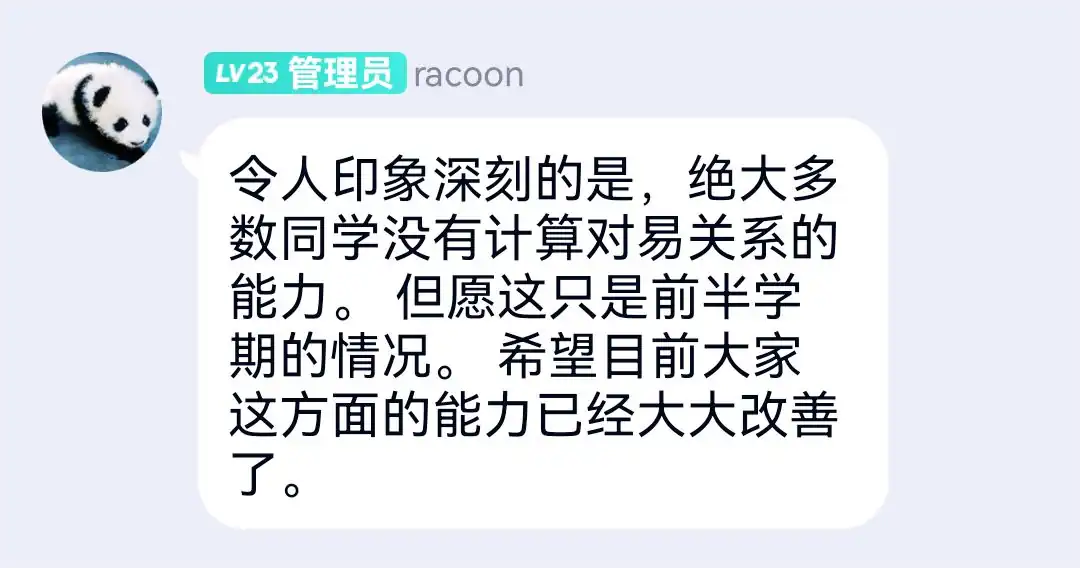 LV23 管理员 racoon
令人印象深刻的是，绝大多
数同学没有计算对易关系的
能力。 但愿这只是前半学
期的情况。 希望目前大家
这方面的能力已经大大改善
了。